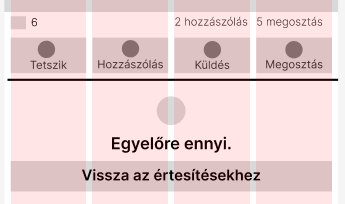 6 2 hozzászólás 5 megosztás
Tetszik Hozzászólás Küldés Megosztás
Egyelőre ennyi.
Vissza az értesítésekhez